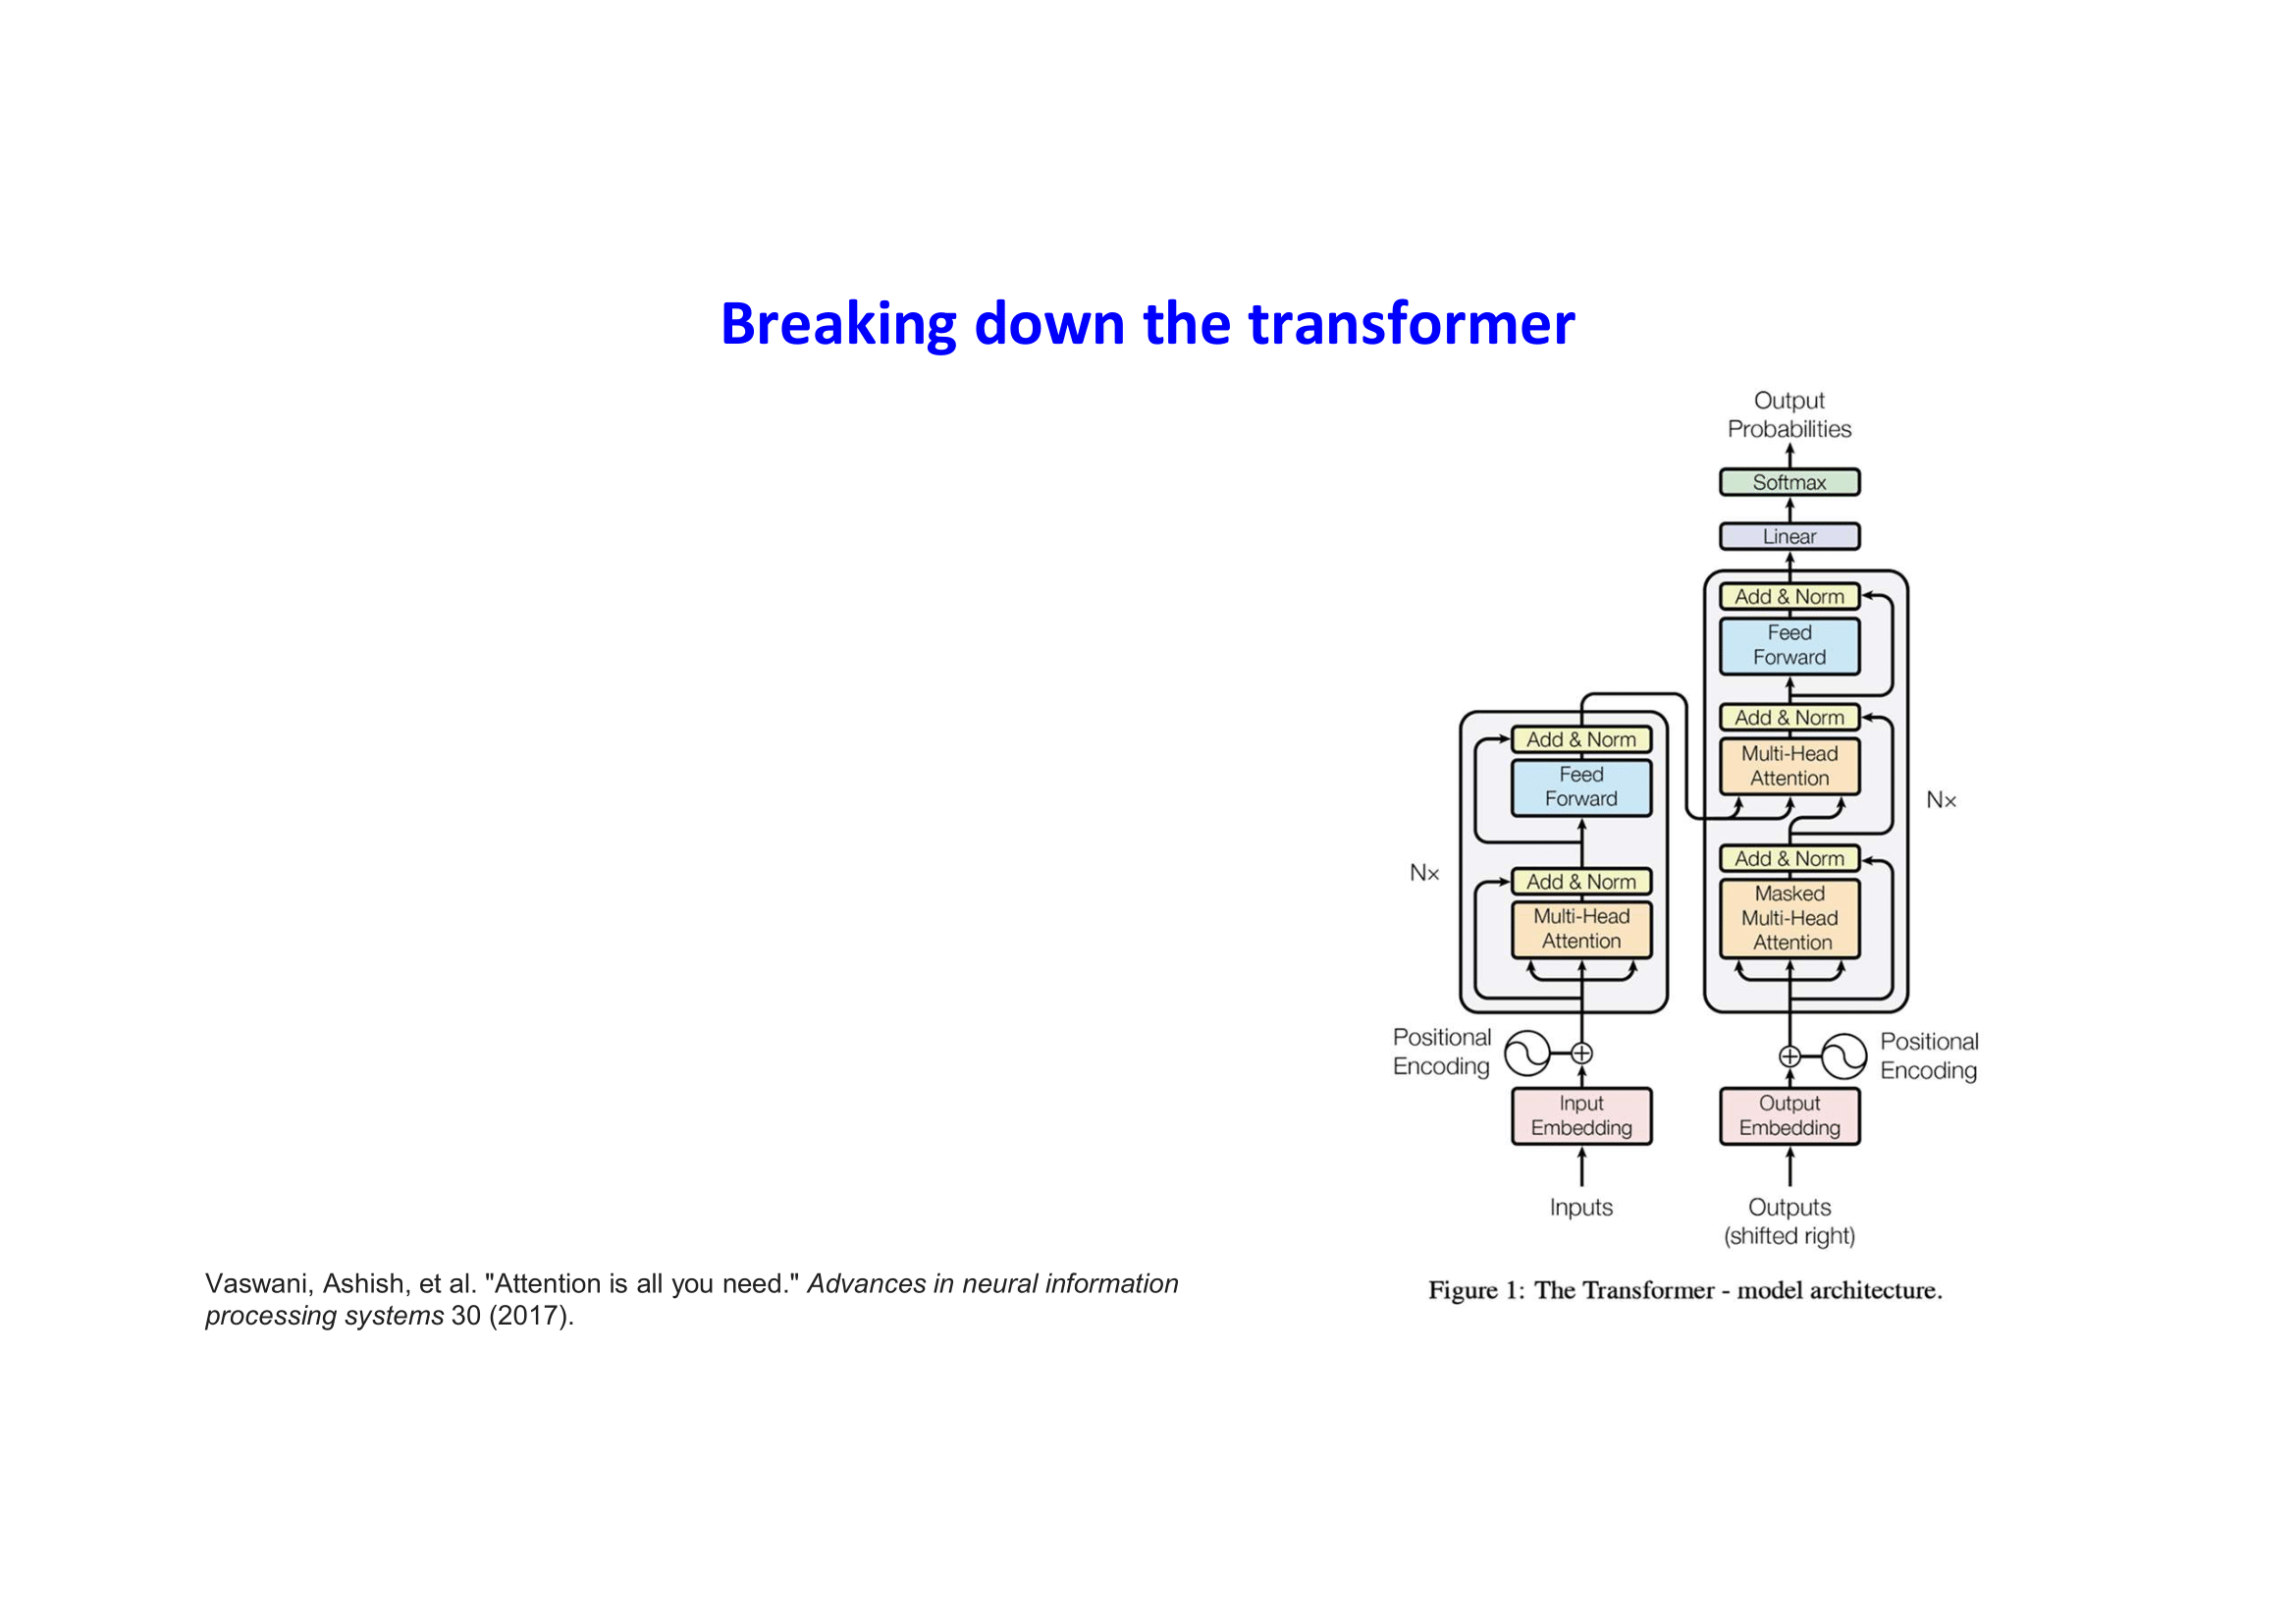 Breaking down the transformer
Output
Probabilities
Softmax
Linear
Add & Norm
Feed
Forward
Add & Norm
Multi-Head
Attention
Nx
Add & Norm
Masked
Multi-Head
Attention
Add & Norm
Feed
Forward
Nx
Add & Norm
Multi-Head
Attention
Positional
Encoding
Positional
Encoding
Input
Embedding
Output
Embedding
Inputs
Outputs
(shifted right)
Vaswani, Ashish, et al. "Attention is all you need." Advances in neural information
processing systems 30 (2017).
Figure 1: The Transformer - model architecture.